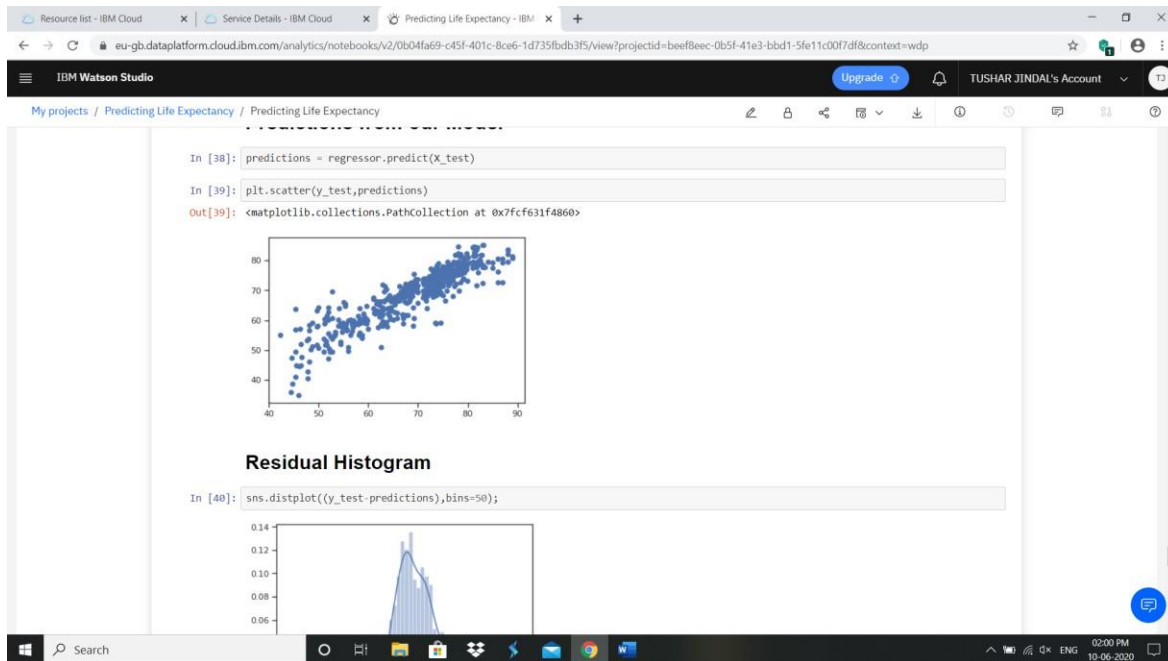 Resource list - IBM Cloud
Service Details - IBM Cloud
Predicting Life Expectancy - IBM
eu-gb.dataplatform.cloud.ibm.com/analytics/notebooks/v2/0b04fa69-c45f-401c-8ce6-1d735fbdb3f5/view?projectid=beef8eec-0b5f-41e3-bbd1-5fe11c00f7df&context=wdp
IBM Watson Studio
Upgrade
TUSHAR JINDAL's Account
TJ
My projects / Predicting Life Expectancy / Predicting Life Expectancy
Predictions from our Model
In [38]: predictions = regressor.predict(X_test)
In [39]: plt.scatter(y_test,predictions)
Out[39]: <matplotlib.collections.PathCollection at 0x7fcf631f4860>
80
70
60
50
40
40 50 60 70 80 90
Residual Histogram
In [40]: sns.distplot((y_test-predictions),bins=50);
0.14
0.12
0.10
0.08
0.06
Search
ENG
02:00 PM
10-06-2020